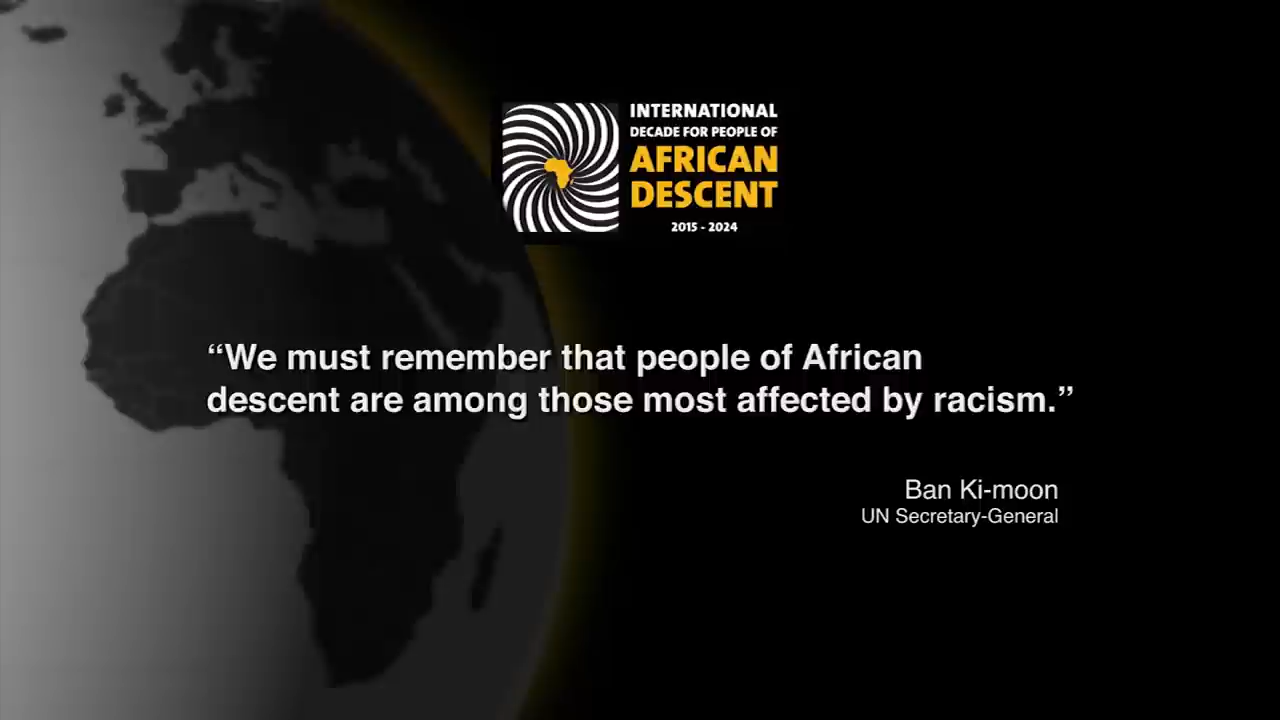 INTERNATIONAL
DECADE FOR PEOPLE OF
AFRICAN
DESCENT
2015 - 2024
“We must remember that people of African
descent are among those most affected by racism.”
Ban Ki-moon
UN Secretary-General